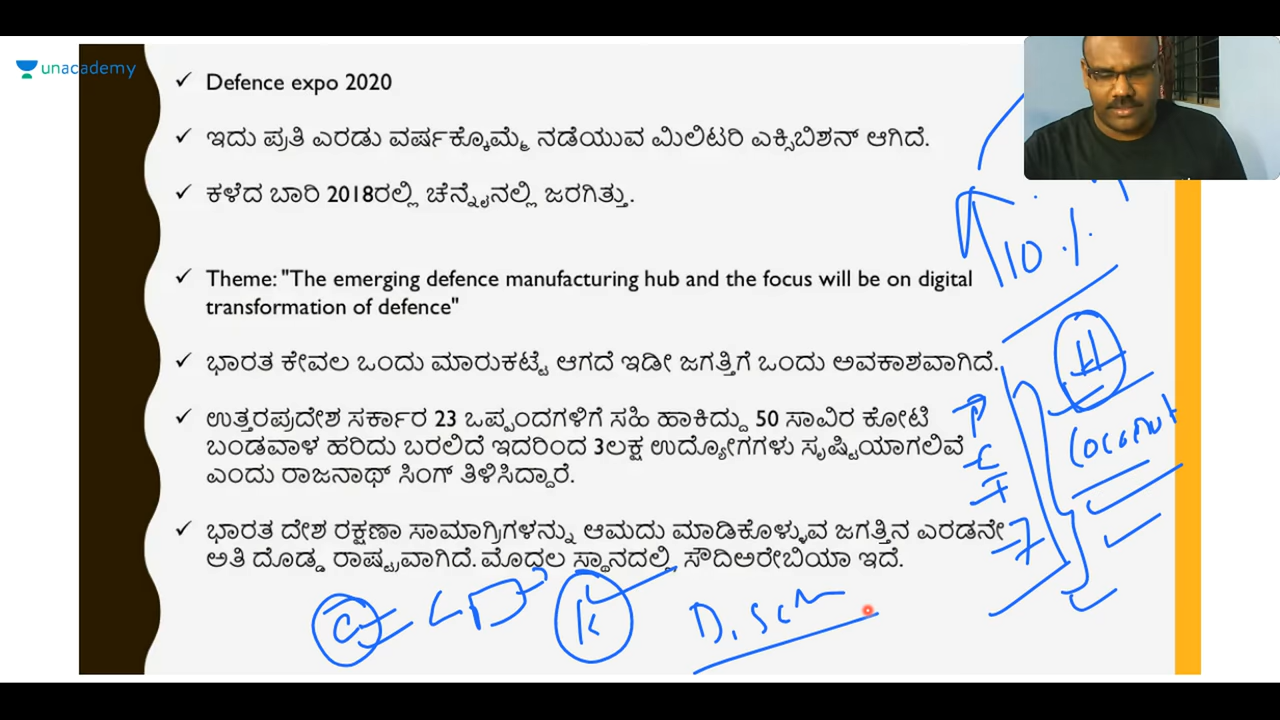 unacademy
Defence expo 2020
ಇದು ಪ್ರತಿ ಎರಡು ವರ್ಷಕ್ಕೊಮ್ಮೆ ನಡೆಯುವ ಮಿಲಿಟರಿ ಎಕ್ಸಿಬಿಶನ್ ಆಗಿದೆ.
ಕಳೆದ ಬಾರಿ 2018ರಲ್ಲಿ ಚೆನ್ನೈನಲ್ಲಿ ಜರಗಿತ್ತು.
10 %
Theme: "The emerging defence manufacturing hub and the focus will be on digital
transformation of defence"
ಭಾರತ ಕೇವಲ ಒಂದು ಮಾರುಕಟ್ಟೆ ಆಗದೆ ಇಡೀ ಜಗತ್ತಿಗೆ ಒಂದು ಅವಕಾಶವಾಗಿದೆ.
H
ಉತ್ತರಪ್ರದೇಶ ಸರ್ಕಾರ 23 ಒಪ್ಪಂದಗಳಿಗೆ ಸಹಿ ಹಾಕಿದ್ದು 50 ಸಾವಿರ ಕೋಟಿ
ಬಂಡವಾಳ ಹರಿದು ಬರಲಿದೆ ಇದರಿಂದ 3ಲಕ್ಷ ಉದ್ಯೋಗಗಳು ಸೃಷ್ಟಿಯಾಗಲಿವೆ
ಎಂದು ರಾಜನಾಥ್ ಸಿಂಗ್ ತಿಳಿಸಿದ್ದಾರೆ.
Coconut
ಭಾರತ ದೇಶ ರಕ್ಷಣಾ ಸಾಮಾಗ್ರಿಗಳನ್ನು ಆಮದು ಮಾಡಿಕೊಳ್ಳುವ ಜಗತ್ತಿನ ಎರಡನೇ
ಅತಿ ದೊಡ್ಡ ರಾಷ್ಟ್ರವಾಗಿದೆ. ಮೊದಲ ಸ್ಥಾನದಲ್ಲಿ ಸೌದಿಅರೇಬಿಯಾ ಇದೆ.
C
K